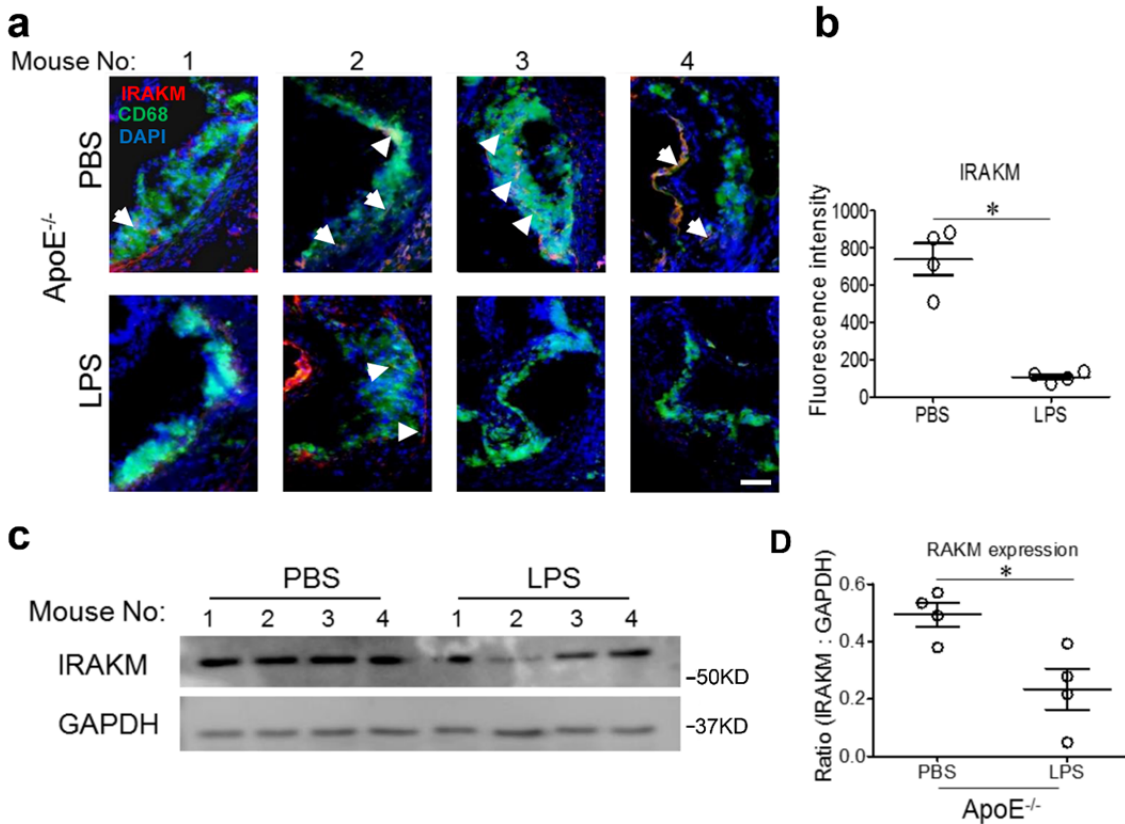 a
Mouse No: 1 2 3 4
IRAKM
CD68
DAPI
PBS
ApoE-/-
LPS
b
IRAKM
*
Fluorescence intensity
1000
800
600
400
200
0
PBS LPS
c
PBS LPS
Mouse No: 1 2 3 4 1 2 3 4
IRAKM
-50KD
GAPDH
-37KD
D
RAKM expression
*
Ratio (IRAKM : GAPDH)
0.6
0.4
0.2
0.0
PBS LPS
ApoE-/-